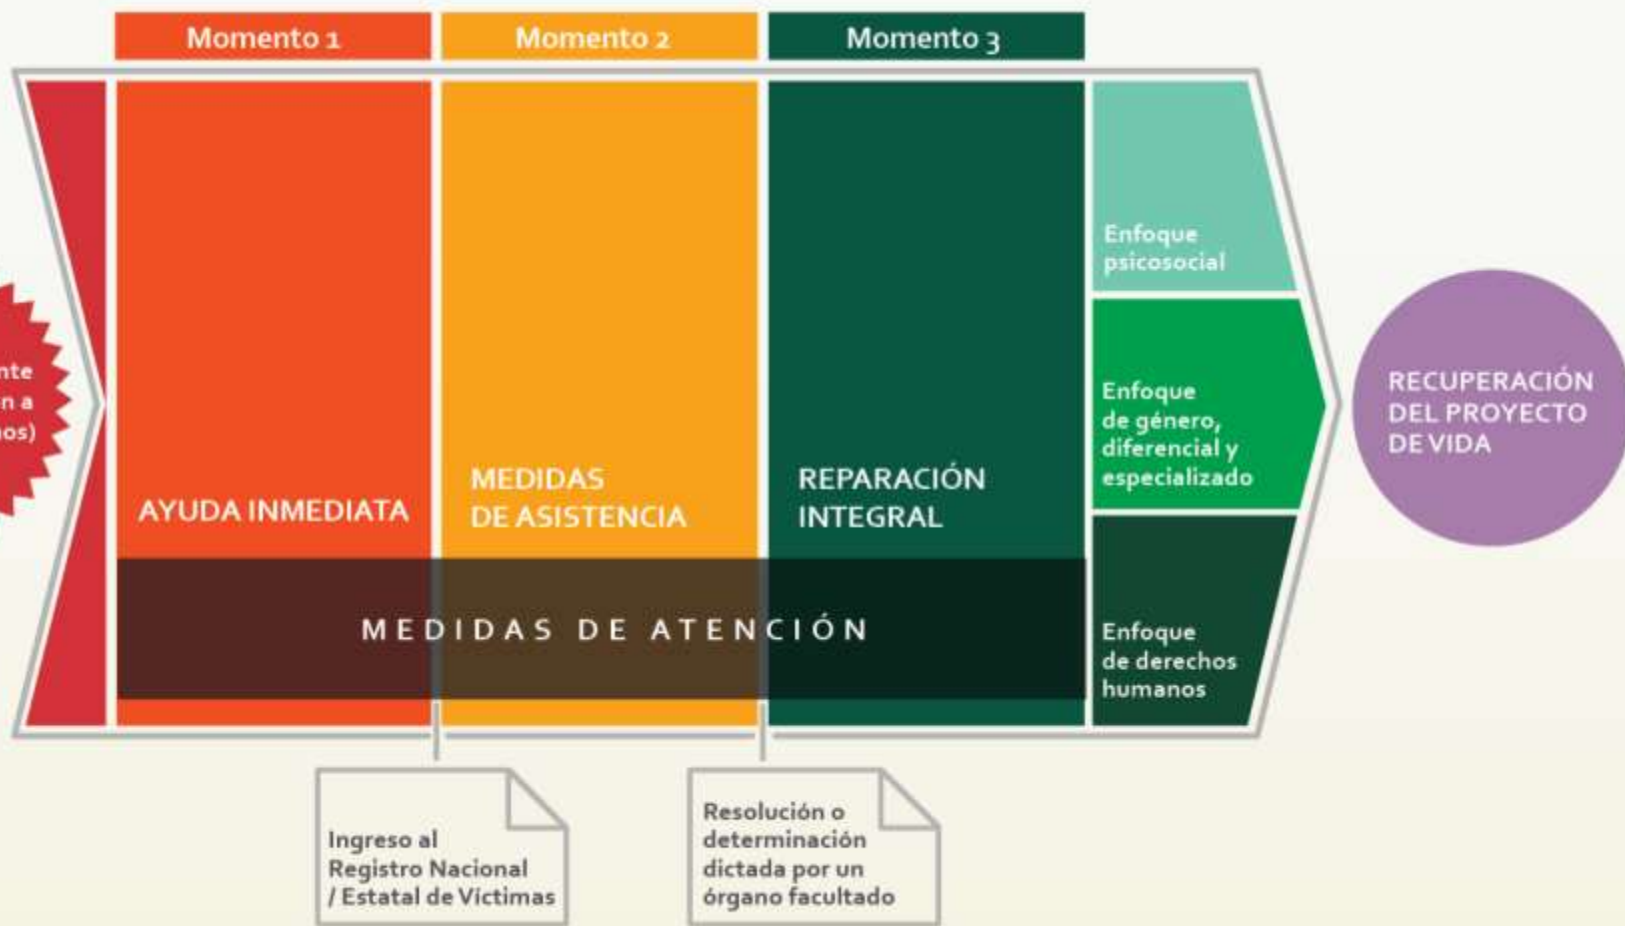 Momento 1
Momento 2
Momento 3
AYUDA INMEDIATA
MEDIDAS
DE ASISTENCIA
REPARACIÓN
INTEGRAL
MEDIDAS DE ATENCIÓN
Enfoque
psicosocial
Enfoque
de género,
diferencial y
especializado
Enfoque
de derechos
humanos
RECUPERACIÓN
DEL PROYECTO
DE VIDA
Ingreso al
Registro Nacional
/ Estatal de Víctimas
Resolución o
determinación
dictada por un
órgano facultado